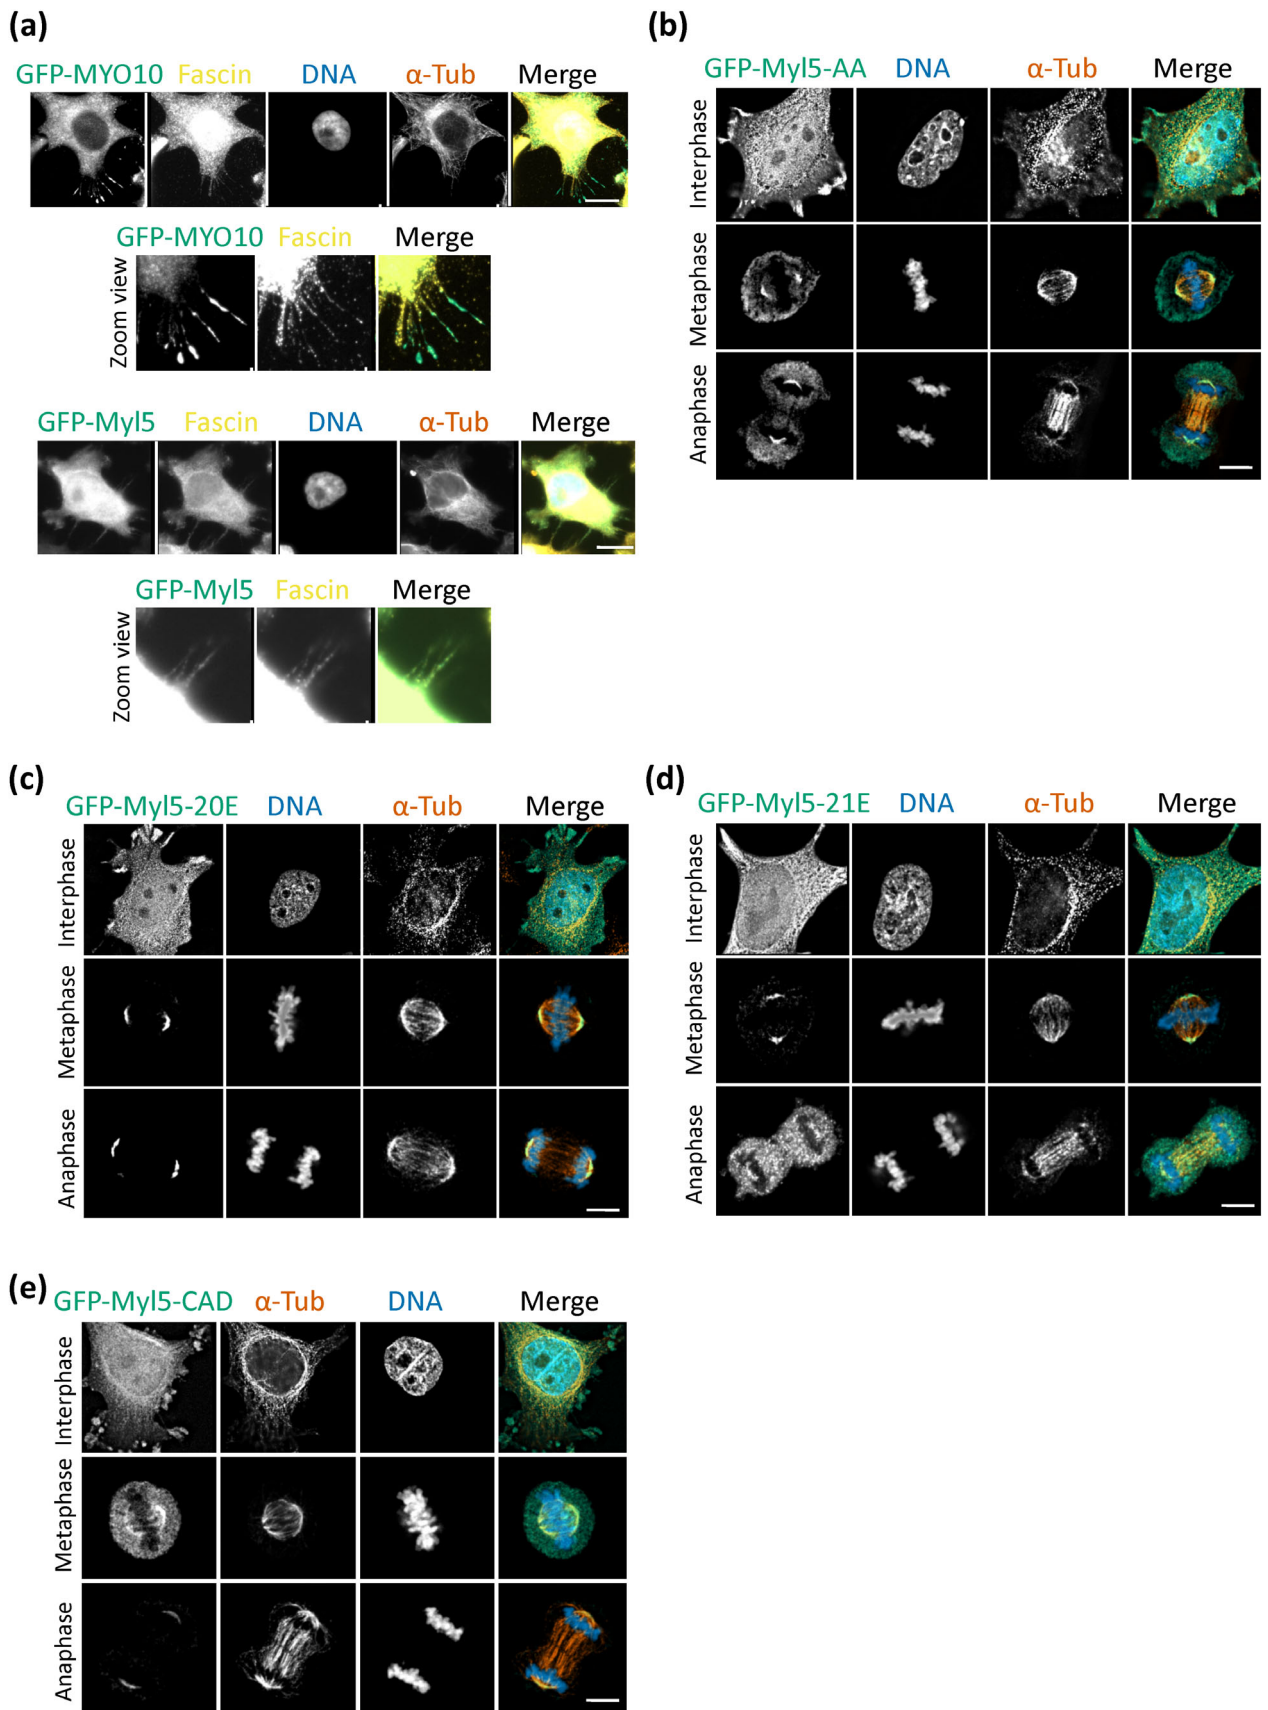 (a)
GFP-MYO10 Fascin DNA α-Tub Merge
GFP-MYO10 Fascin Merge
Zoom view
GFP-Myl5 Fascin DNA α-Tub Merge
GFP-Myl5 Fascin Merge
Zoom view
(b)
GFP-Myl5-AA DNA α-Tub Merge
Interphase
Metaphase
Anaphase
(c)
GFP-Myl5-20E DNA α-Tub Merge
Interphase
Metaphase
Anaphase
(d)
GFP-Myl5-21E DNA α-Tub Merge
Interphase
Metaphase
Anaphase
(e)
GFP-Myl5-CAD α-Tub DNA Merge
Interphase
Metaphase
Anaphase